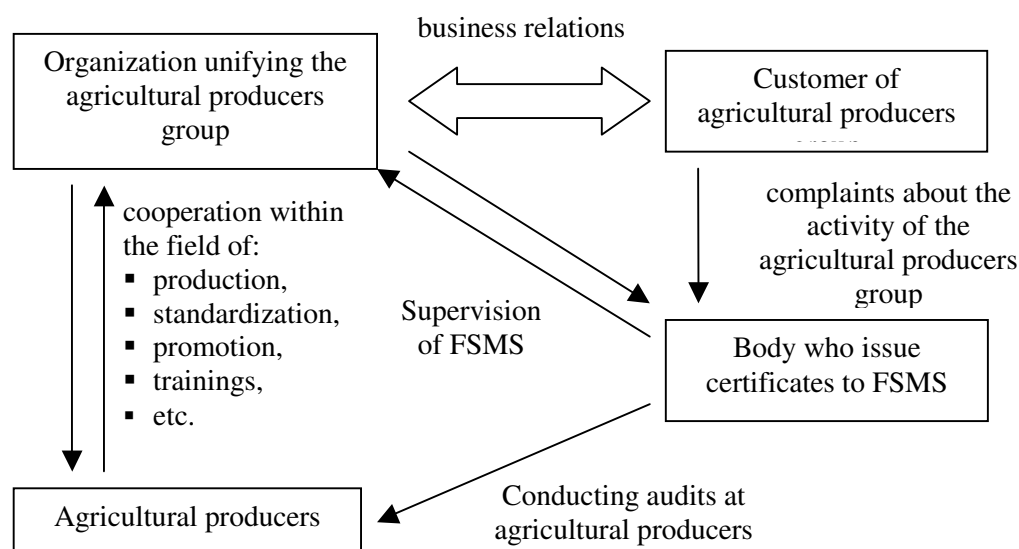 business relations
Organization unifying the
agricultural producers
group
Customer of
agricultural producers
cooperation within
the field of:
▪ production,
▪ standardization,
▪ promotion,
▪ trainings,
▪ etc.
complaints about the
activity of the
agricultural producers
group
Supervision
of FSMS
Body who issue
certificates to FSMS
Agricultural producers
Conducting audits at
agricultural producers